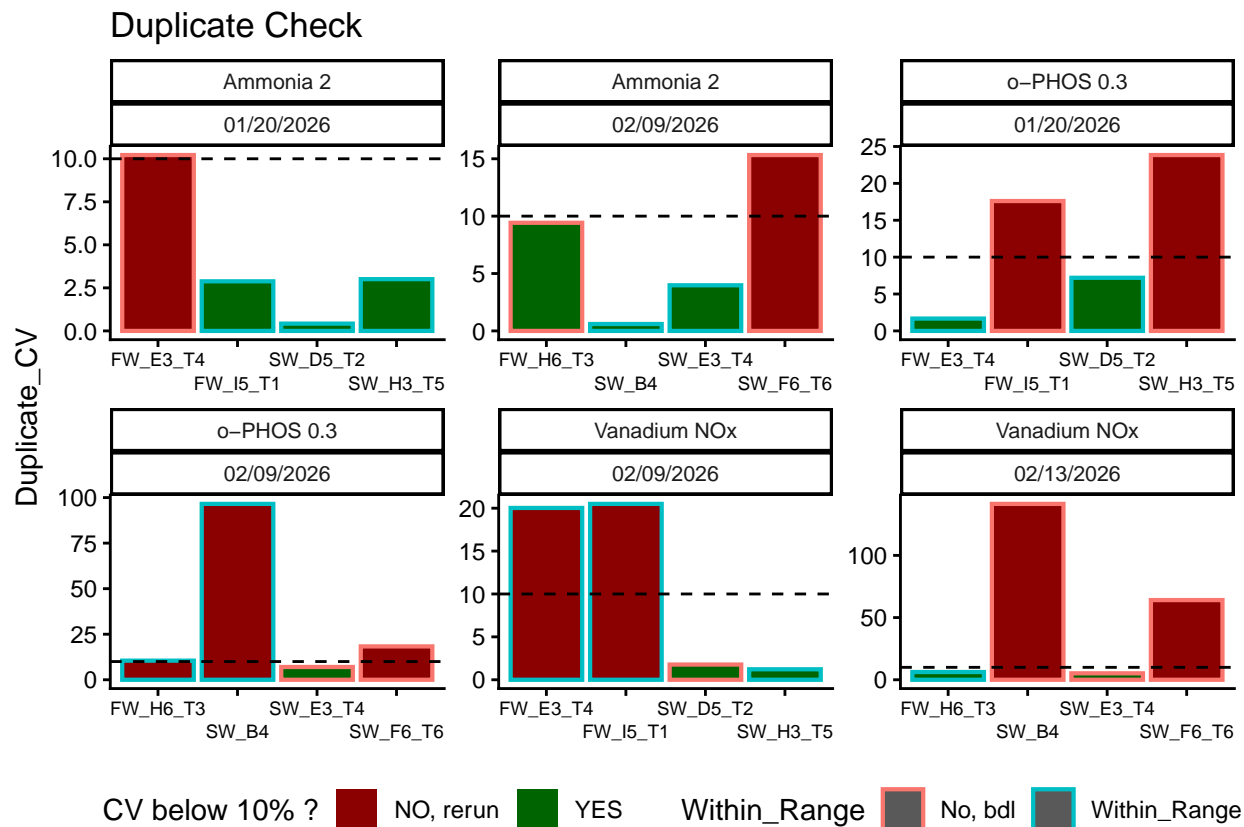 Duplicate Check
Ammonia 2
01/20/2026
10.0
7.5
5.0
2.5
0.0
FW_E3_T4
SW_D5_T2
FW_I5_T1
SW_H3_T5
Ammonia 2
02/09/2026
15
10
5
0
FW_H6_T3
SW_E3_T4
SW_B4
SW_F6_T6
o−PHOS 0.3
01/20/2026
25
20
15
10
5
0
FW_E3_T4
SW_D5_T2
FW_I5_T1
SW_H3_T5
Duplicate_CV
o−PHOS 0.3
02/09/2026
100
75
50
25
0
FW_H6_T3
SW_E3_T4
SW_B4
SW_F6_T6
Vanadium NOx
02/09/2026
20
15
10
5
0
FW_E3_T4
SW_D5_T2
FW_I5_T1
SW_H3_T5
Vanadium NOx
02/13/2026
100
50
0
FW_H6_T3
SW_E3_T4
SW_B4
SW_F6_T6
CV below 10% ? NO, rerun YES Within_Range No, bdl Within_Range